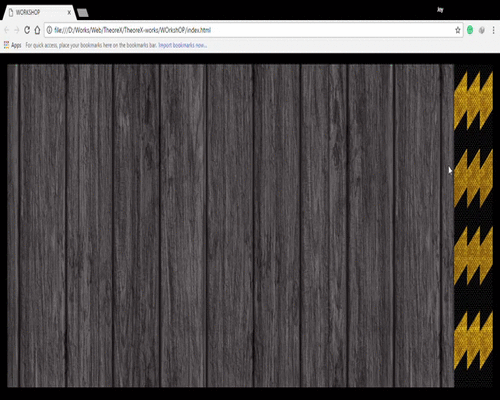 WORKSHOP
file:///D:/Works/Web/TheoreX/TheoreX-works/WOrkshOP/index.html
Apps For quick access, place your bookmarks here on the bookmarks bar. Import bookmarks now...